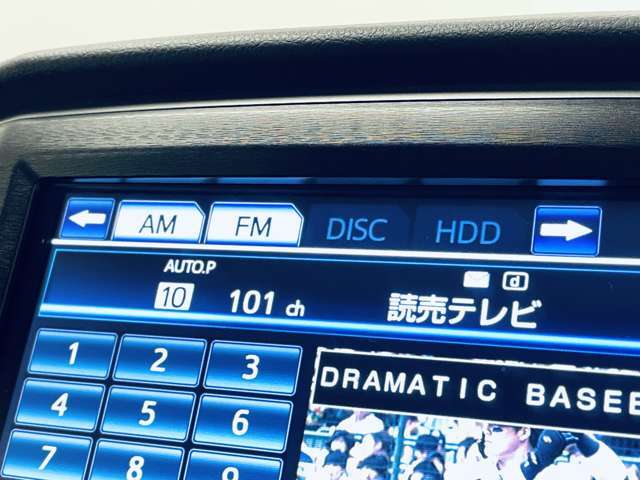 AM FM DISC HDD
AUTO.P
10 101 ch 読売テレビ
d
1 2 3
4 5 6
7 8 9
DRAMATIC